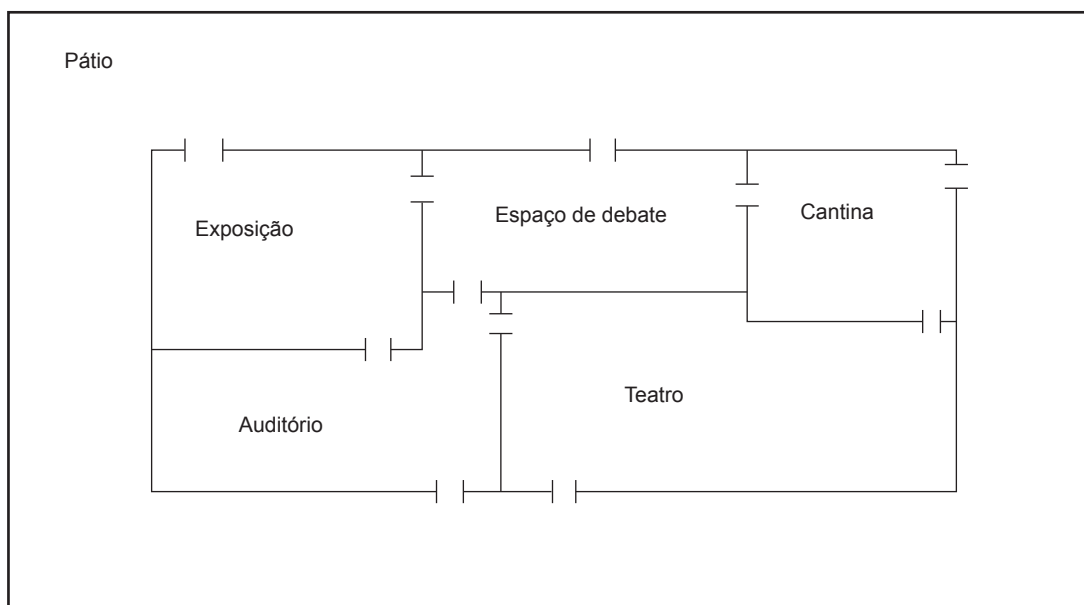 Pátio
Exposição
Espaço de debate
Cantina
Auditório
Teatro